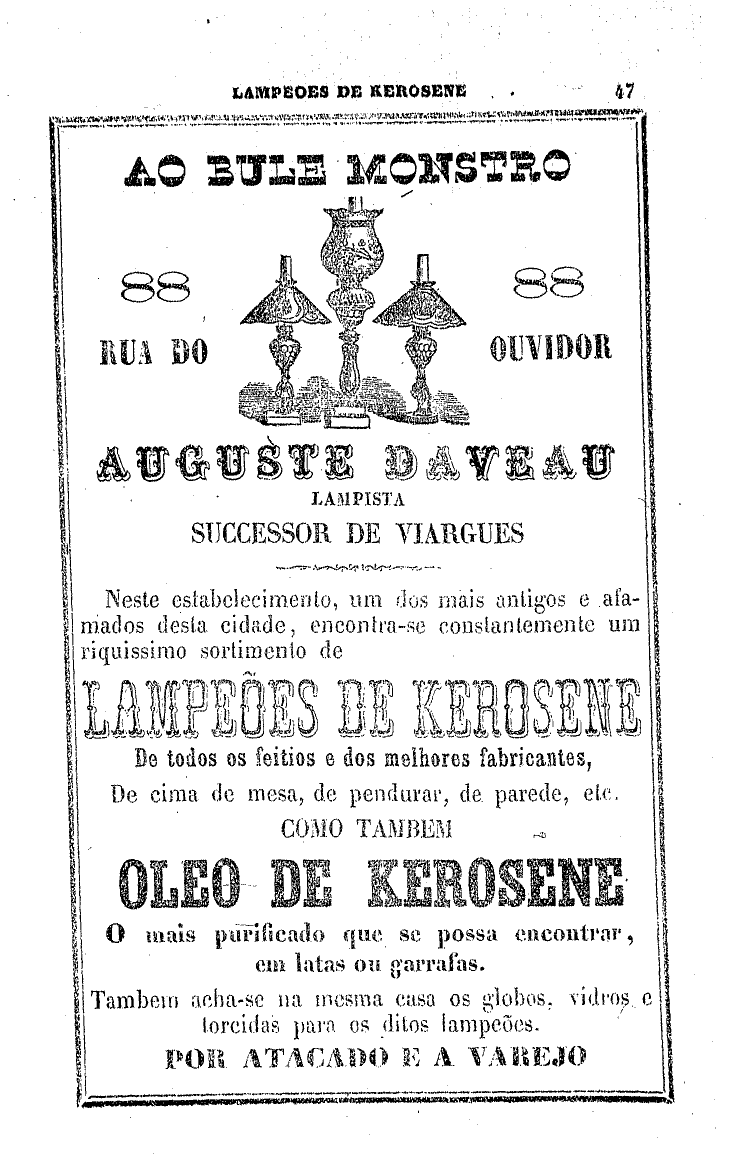 LAMPEOES DE KEROSENE 47
AO BULE MONSTRO
88 88
RUA DO OUVIDOR
AUGUSTE DAVEAU
LAMPISTA
SUCCESSOR DE VIARGUES
Neste estabelecimento, um dos mais antigos e afa-
mados desta cidade, encontra-se constantemente um
riquissimo sortimento de
LAMPEÕES DE KEROSENE
De todos os feitios e dos melhores fabricantes,
De cima de mesa, de pendurar, de parede, etc.
COMO TAMBEM
OLEO DE KEROSENE
O mais purificado que se possa encontrar,
em latas ou garrafas.
Tambem acha-se na mesma casa os globos, vidros e
torcidas para os ditos lampeões.
POR ATACADO E A VAREJO